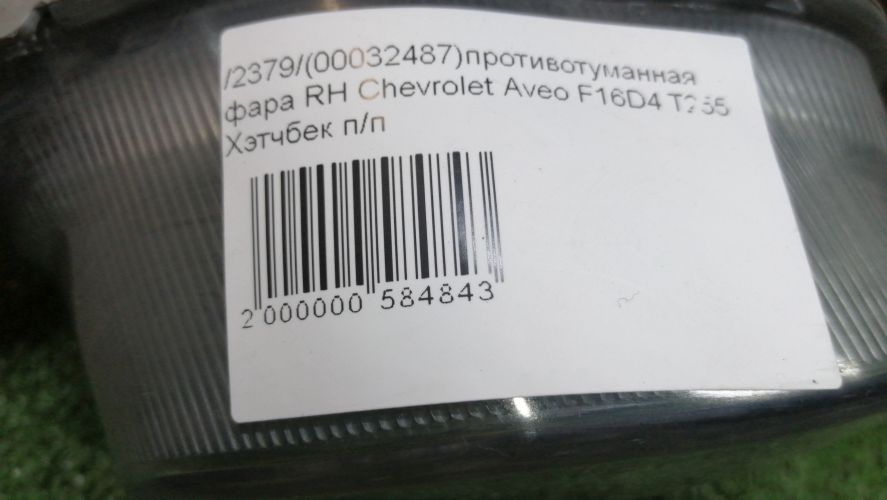 /2379/(00032487)противотуманная
фара RH Chevrolet Aveo F16D4 T255
Хэтчбек п/п
2 000000 584843